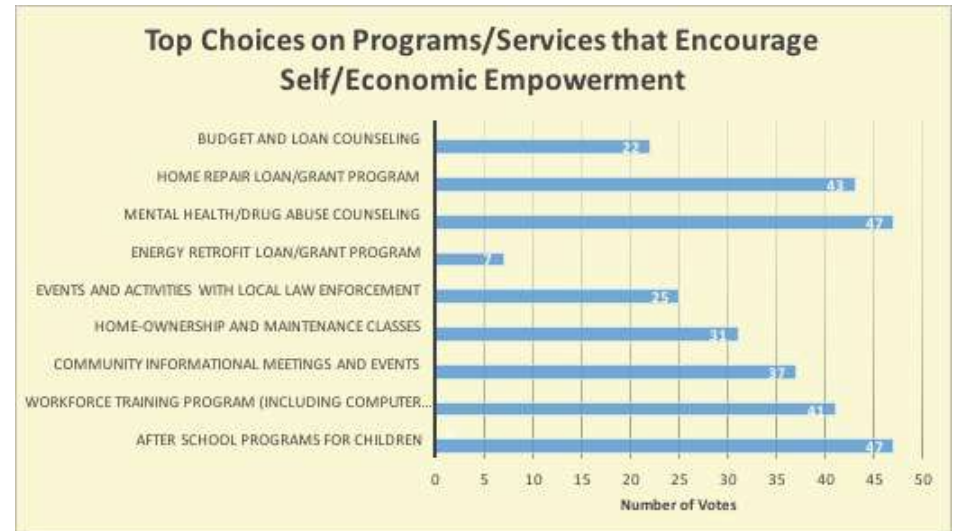 Top Choices on Programs/Services that Encourage
Self/Economic Empowerment
BUDGET AND LOAN COUNSELING 22
HOME REPAIR LOAN/GRANT PROGRAM 43
MENTAL HEALTH/DRUG ABUSE COUNSELING 47
ENERGY RETROFIT LOAN/GRANT PROGRAM 7
EVENTS AND ACTIVITIES WITH LOCAL LAW ENFORCEMENT 25
HOME-OWNERSHIP AND MAINTENANCE CLASSES 31
COMMUNITY INFORMATIONAL MEETINGS AND EVENTS 37
WORKFORCE TRAINING PROGRAM (INCLUDING COMPUTER... 41
AFTER SCHOOL PROGRAMS FOR CHILDREN 47
0 5 10 15 20 25 30 35 40 45 50
Number of Votes